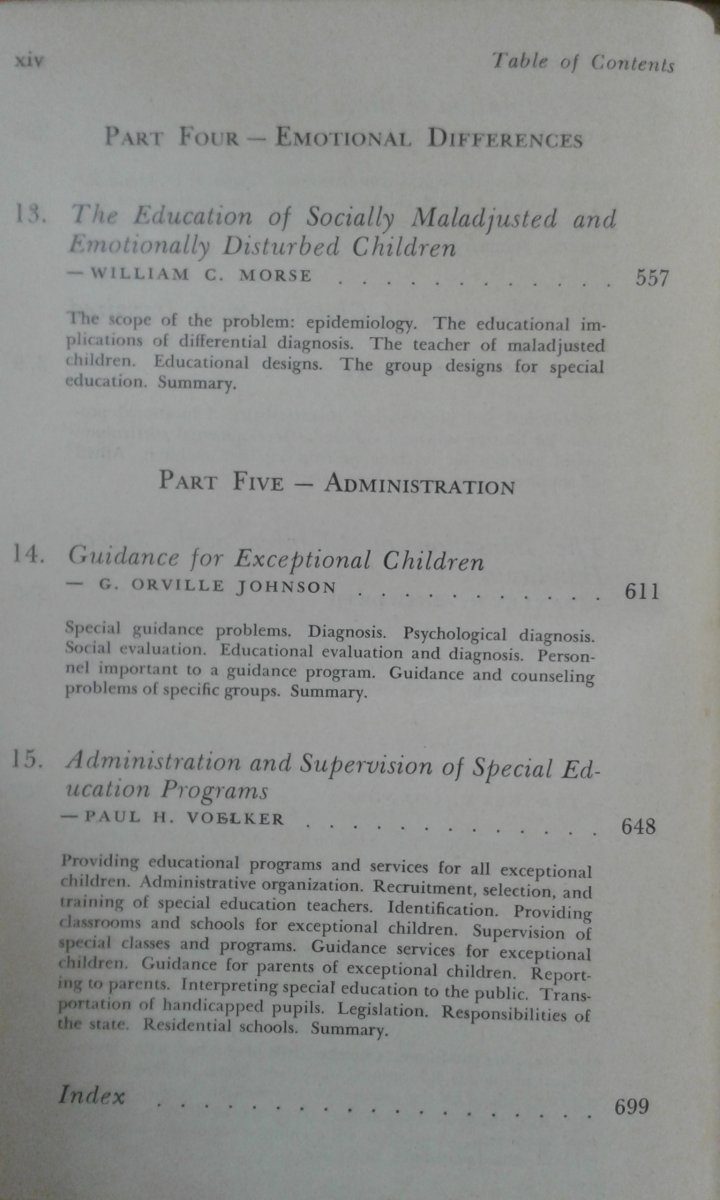 xiv
Table of Contents
PART FOUR — EMOTIONAL DIFFERENCES
13. The Education of Socially Maladjusted and
Emotionally Disturbed Children
— WILLIAM C. MORSE . . . . . . . . . . . . 557
The scope of the problem: epidemiology. The educational im-
plications of differential diagnosis. The teacher of maladjusted
children. Educational designs. The group designs for special
education. Summary.
PART FIVE — ADMINISTRATION
14. Guidance for Exceptional Children
— G. ORVILLE JOHNSON . . . . . . . . . . . 611
Special guidance problems. Diagnosis. Psychological diagnosis.
Social evaluation. Educational evaluation and diagnosis. Person-
nel important to a guidance program. Guidance and counseling
problems of specific groups. Summary.
15. Administration and Supervision of Special Ed-
ucation Programs
— PAUL H. VOELKER . . . . . . . . . . . . . 648
Providing educational programs and services for all exceptional
children. Administrative organization. Recruitment, selection, and
training of special education teachers. Identification. Providing
classrooms and schools for exceptional children. Supervision of
special classes and programs. Guidance services for exceptional
children. Guidance for parents of exceptional children. Report-
ing to parents. Interpreting special education to the public. Trans-
portation of handicapped pupils. Legislation. Responsibilities of
the state. Residential schools. Summary.
Index . . . . . . . . . . . . . . . . . . . 699